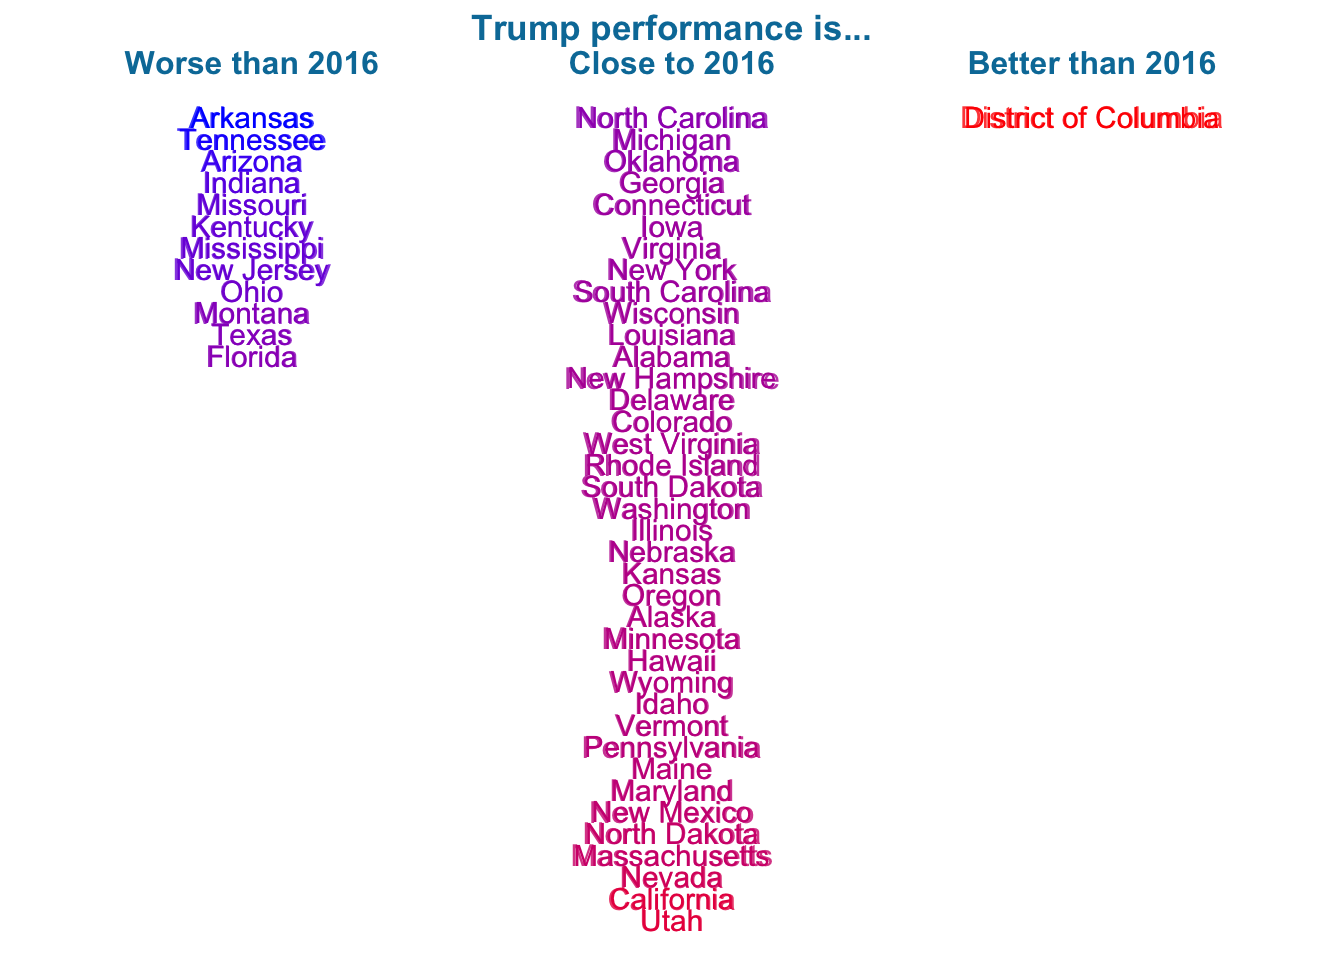 Trump performance is...
Worse than 2016
Close to 2016
Better than 2016
Arkansas
Tennessee
Arizona
Indiana
Missouri
Kentucky
Mississippi
New Jersey
Ohio
Montana
Texas
Florida
North Carolina
Michigan
Oklahoma
Georgia
Connecticut
Iowa
Virginia
New York
South Carolina
Wisconsin
Louisiana
Alabama
New Hampshire
Delaware
Colorado
West Virginia
Rhode Island
South Dakota
Washington
Illinois
Nebraska
Kansas
Oregon
Alaska
Minnesota
Hawaii
Wyoming
Idaho
Vermont
Pennsylvania
Maine
Maryland
New Mexico
North Dakota
Massachusetts
Nevada
California
Utah
District of Columbia